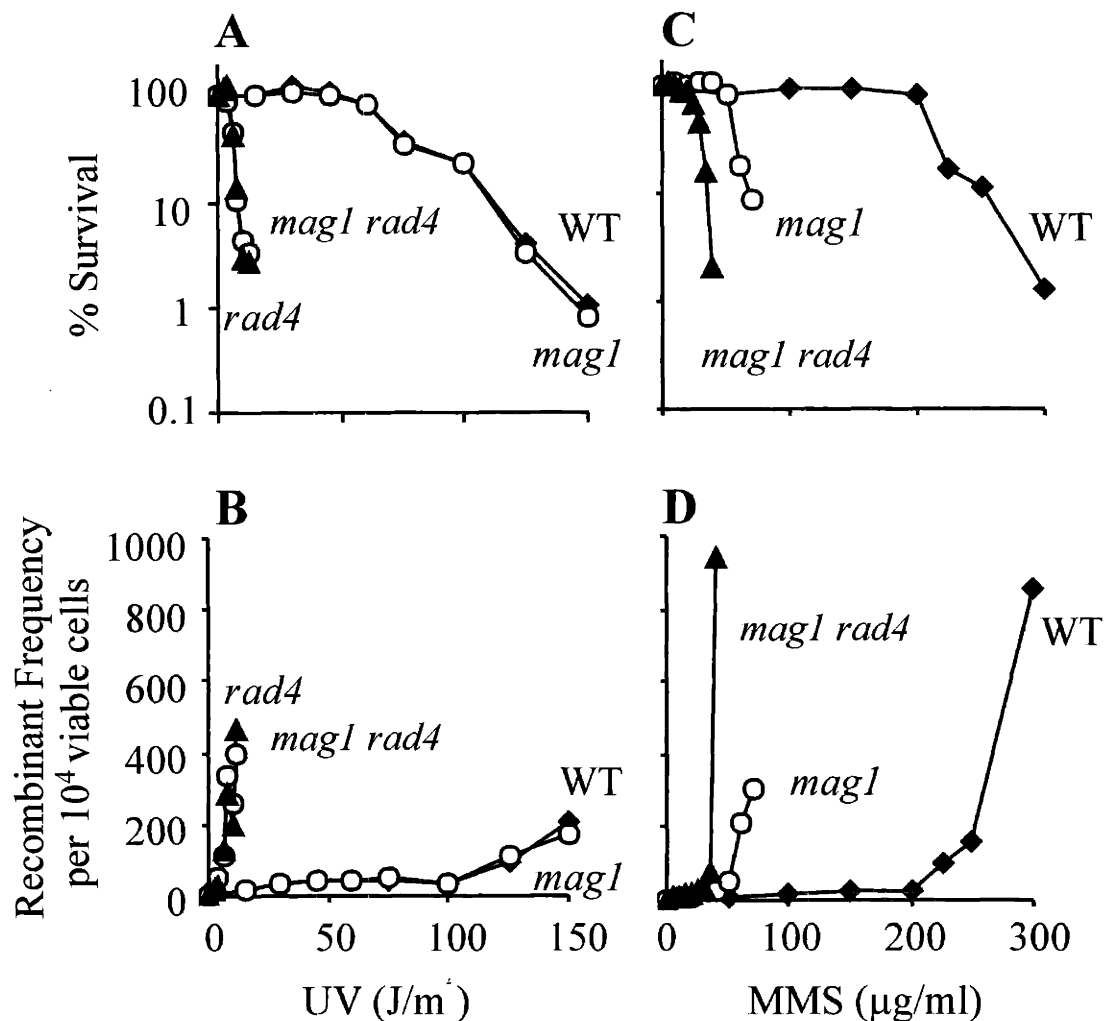 A
% Survival
100
10
1
0.1
mag1 rad4
rad4
WT
mag1
C
mag1
WT
mag1 rad4
B
Recombinant Frequency
per 10⁴ viable cells
1000
800
600
400
200
0
rad4
mag1 rad4
WT
mag1
0 50 100 150
UV (J/m
D
mag1 rad4
mag1
WT
0 100 200 300
MMS (μg/ml)